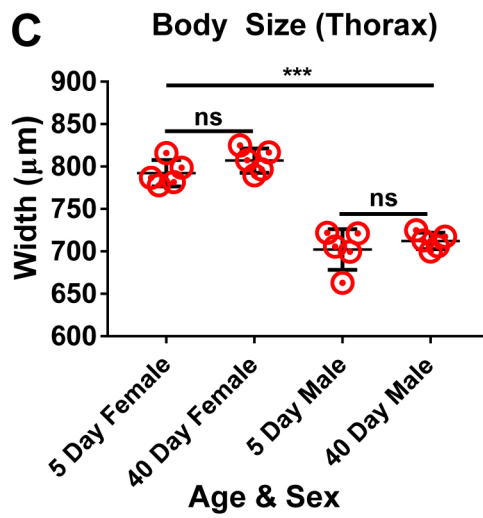 C
Body Size (Thorax)
Width (μm)
900
850
800
750
700
650
600
***
ns
ns
5 Day Female
40 Day Female
5 Day Male
40 Day Male
Age & Sex